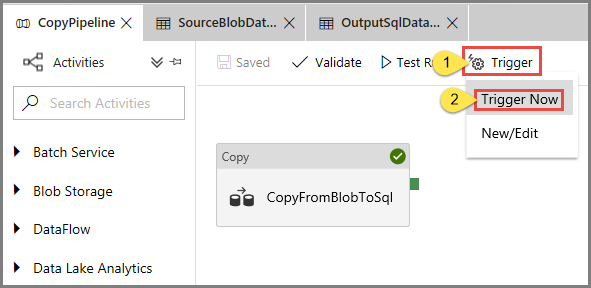 CopyPipeline SourceBlobDat... OutputSqlData...
Activities Saved Validate Test R 1 Trigger
Search Activities 2 Trigger Now
New/Edit
Batch Service Copy
Blob Storage CopyFromBlobToSql
DataFlow
Data Lake Analytics